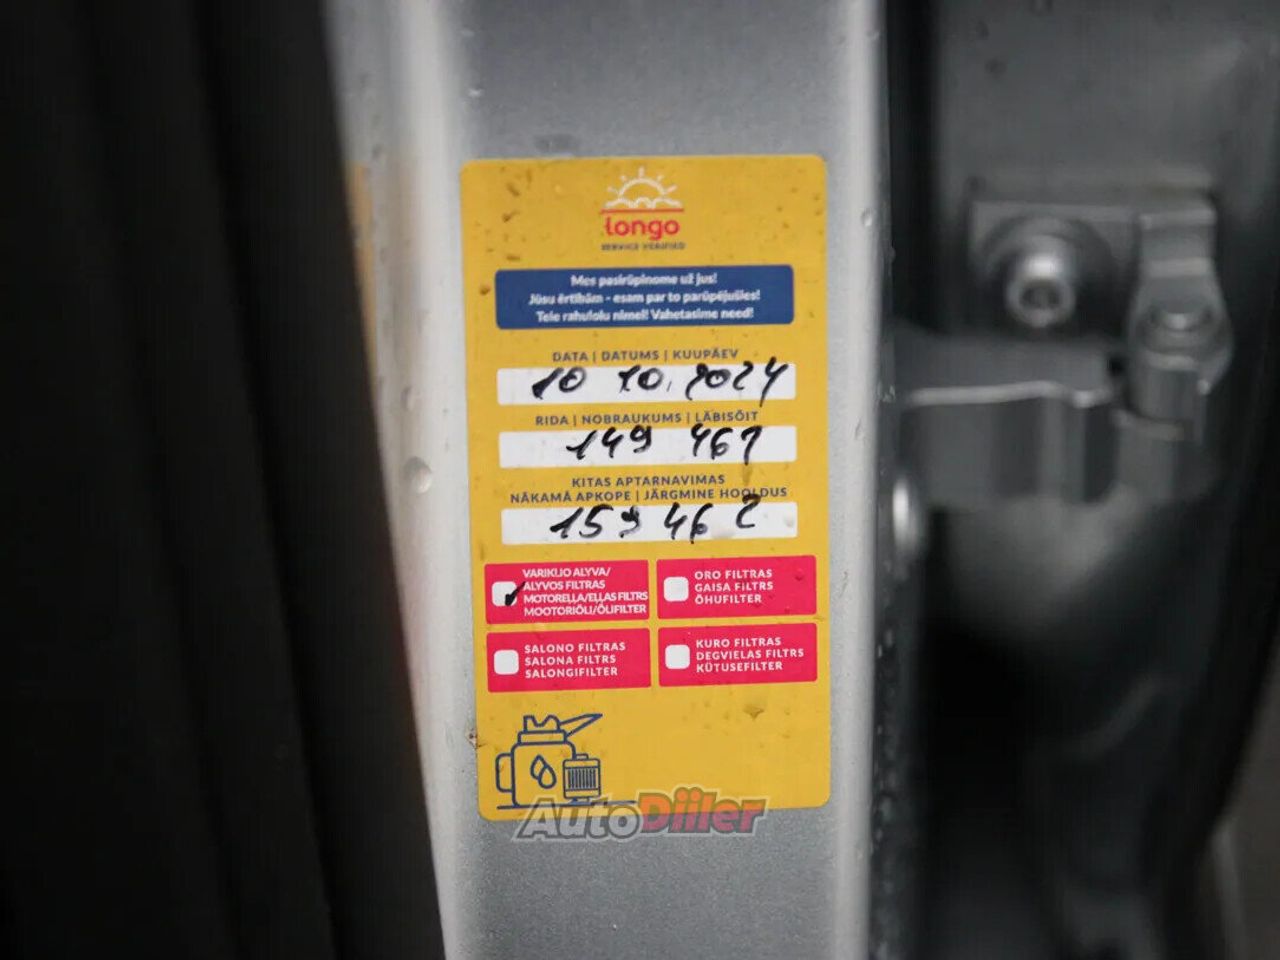 longo
SERVICE VERIFIED
Mes pasirūpinome už jus!
Jūsu ērtībām - esam par to parūpējušies!
Teie rahulolu nimel! Vahetasime need!
DATA | DATUMS | KUUPÄEV
10 10.2024
RIDA | NOBRAUKUMS | LÄBISÕIT
149 461
KITAS APTARNAVIMAS
NĀKAMĀ APKOPE | JÄRGMINE HOOLDUS
159 462
VARIKLIO ALYVA/
ALYVOS FILTRAS
MOTORELLA/ELLAS FILTRS
MOOTORIÕLI/ÕLIFILTER
ORO FILTRAS
GAISA FILTRS
ÕHUFILTER
SALONO FILTRAS
SALONA FILTRS
SALONGIFILTER
KURO FILTRAS
DEGVIELAS FILTRS
KÜTUSEFILTER
AutoDiiler